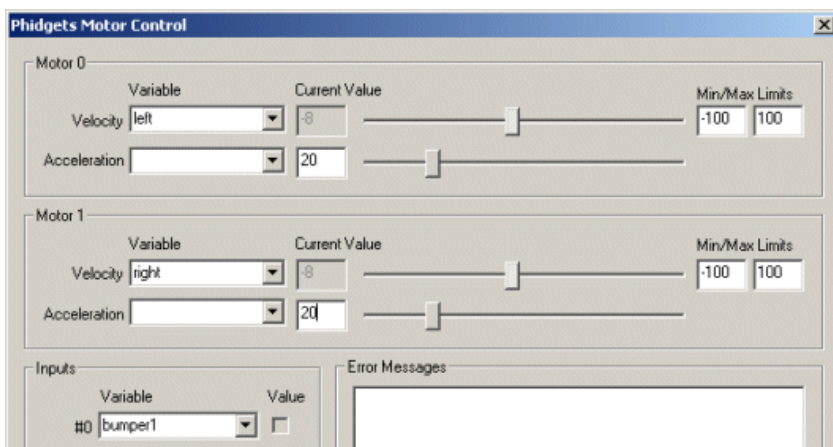 Phidgets Motor Control
Motor 0
Variable Current Value Min/Max Limits
Velocity left -8 -100 100
Acceleration 20
Motor 1
Variable Current Value Min/Max Limits
Velocity right -8 -100 100
Acceleration 20
Inputs
Variable Value
#0 bumper1
Error Messages